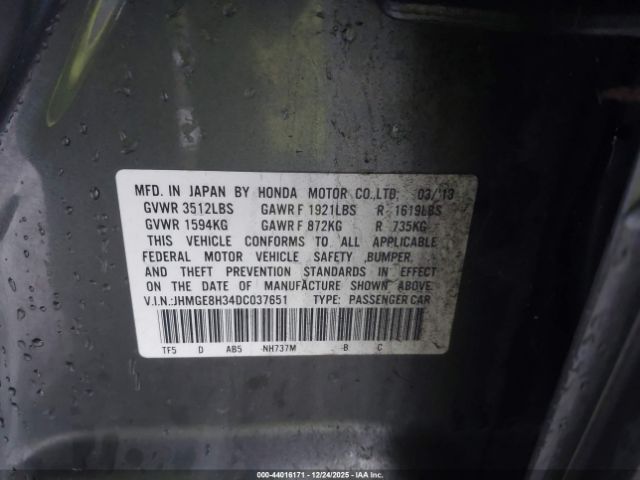 MFD. IN JAPAN BY HONDA MOTOR CO.,LTD. 03/'13
GVWR 3512LBS GAWR F 1921LBS R 1619LBS
GVWR 1594KG GAWR F 872KG R 735KG
THIS VEHICLE CONFORMS TO ALL APPLICABLE
FEDERAL MOTOR VEHICLE SAFETY ,BUMPER,
AND THEFT PREVENTION STANDARDS IN EFFECT
ON THE DATE OF MANUFACTURE SHOWN ABOVE.
V.I.N.:JHMGE8H34DC037651 TYPE: PASSENGER CAR
TF5 D AB5 -NH737M -B C
000-44016171 - 12/24/2025 - IAAI.COM